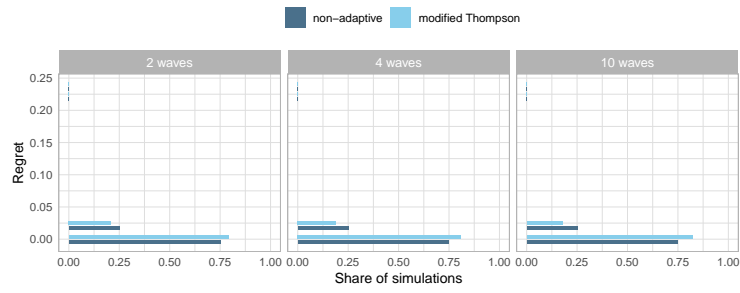 non−adaptive modified Thompson
2 waves 4 waves 10 waves
0.25
0.20
0.15
0.10
0.05
0.00
Regret
0.00 0.25 0.50 0.75 1.00 0.00 0.25 0.50 0.75 1.00 0.00 0.25 0.50 0.75 1.00
Share of simulations